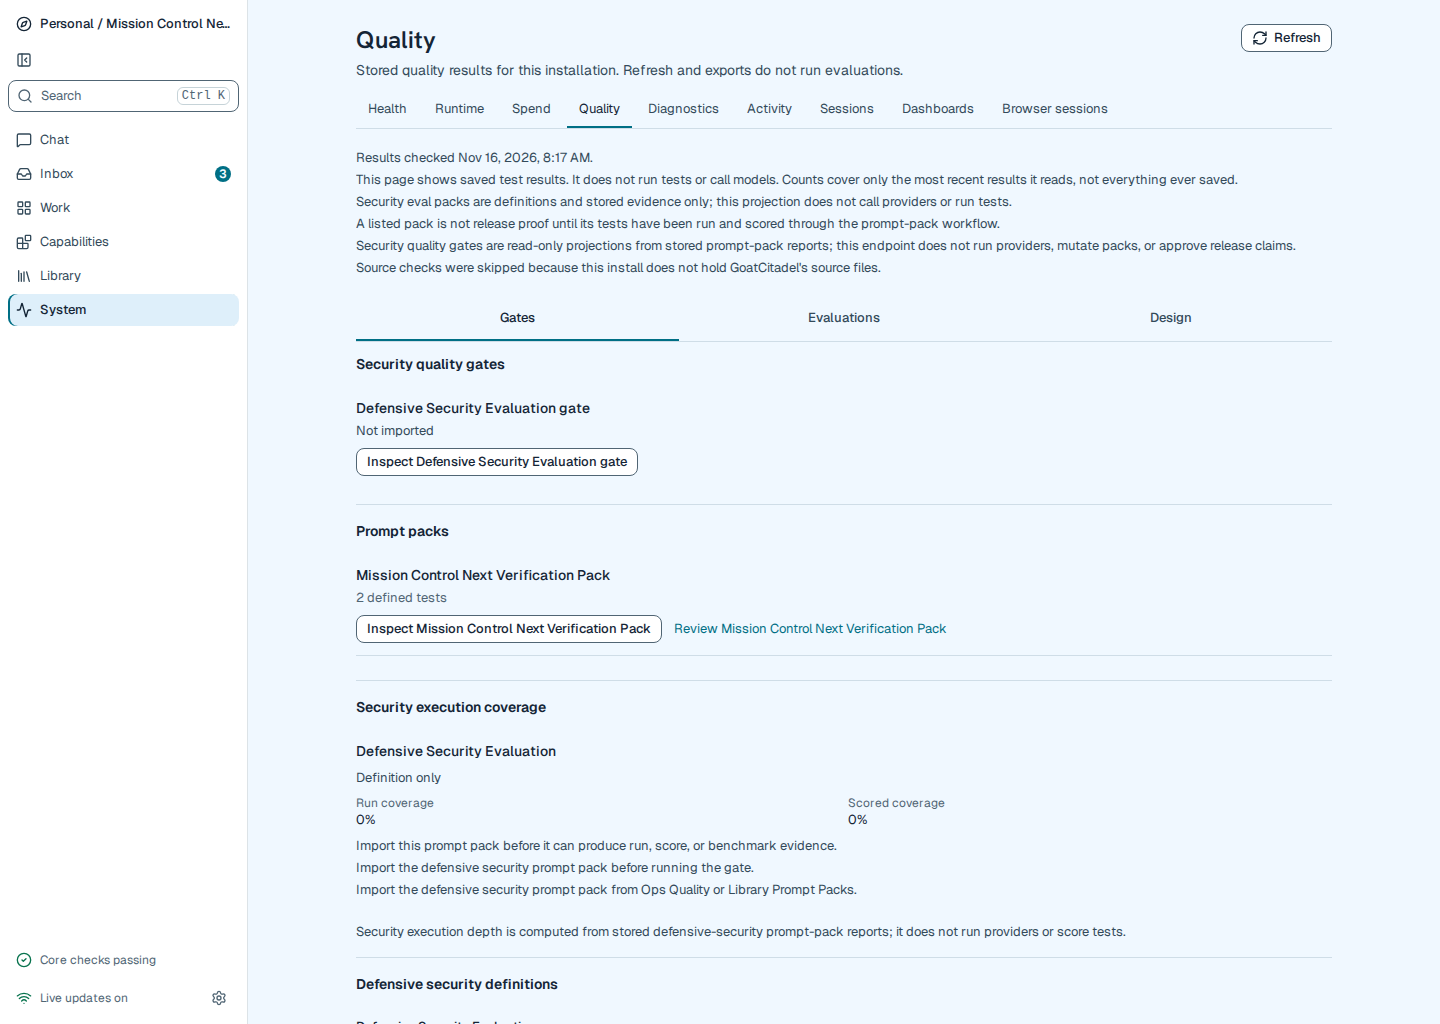 Personal / Mission Control Ne...
Search
Ctrl K
Chat
Inbox
3
Work
Capabilities
Library
System
Core checks passing
Live updates on
Quality
Refresh
Stored quality results for this installation. Refresh and exports do not run evaluations.
Health
Runtime
Spend
Quality
Diagnostics
Activity
Sessions
Dashboards
Browser sessions
Results checked Nov 16, 2026, 8:17 AM.
This page shows saved test results. It does not run tests or call models. Counts cover only the most recent results it reads, not everything ever saved.
Security eval packs are definitions and stored evidence only; this projection does not call providers or run tests.
A listed pack is not release proof until its tests have been run and scored through the prompt-pack workflow.
Security quality gates are read-only projections from stored prompt-pack reports; this endpoint does not run providers, mutate packs, or approve release claims.
Source checks were skipped because this install does not hold GoatCitadel's source files.
Gates
Evaluations
Design
Security quality gates
Defensive Security Evaluation gate
Not imported
Inspect Defensive Security Evaluation gate
Prompt packs
Mission Control Next Verification Pack
2 defined tests
Inspect Mission Control Next Verification Pack
Review Mission Control Next Verification Pack
Security execution coverage
Defensive Security Evaluation
Definition only
Run coverage
0%
Scored coverage
0%
Import this prompt pack before it can produce run, score, or benchmark evidence.
Import the defensive security prompt pack before running the gate.
Import the defensive security prompt pack from Ops Quality or Library Prompt Packs.
Security execution depth is computed from stored defensive-security prompt-pack reports; it does not run providers or score tests.
Defensive security definitions